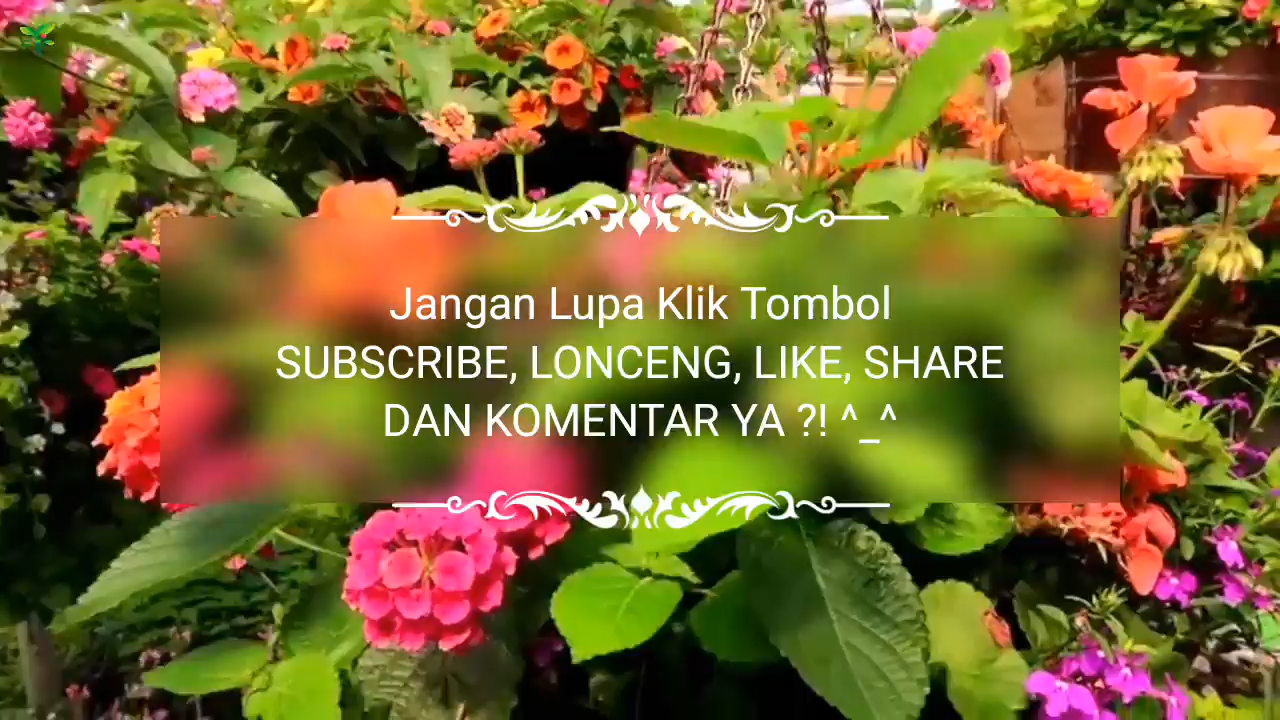 Jangan Lupa Klik Tombol
SUBSCRIBE, LONCENG, LIKE, SHARE
DAN KOMENTAR YA ?! ^_^